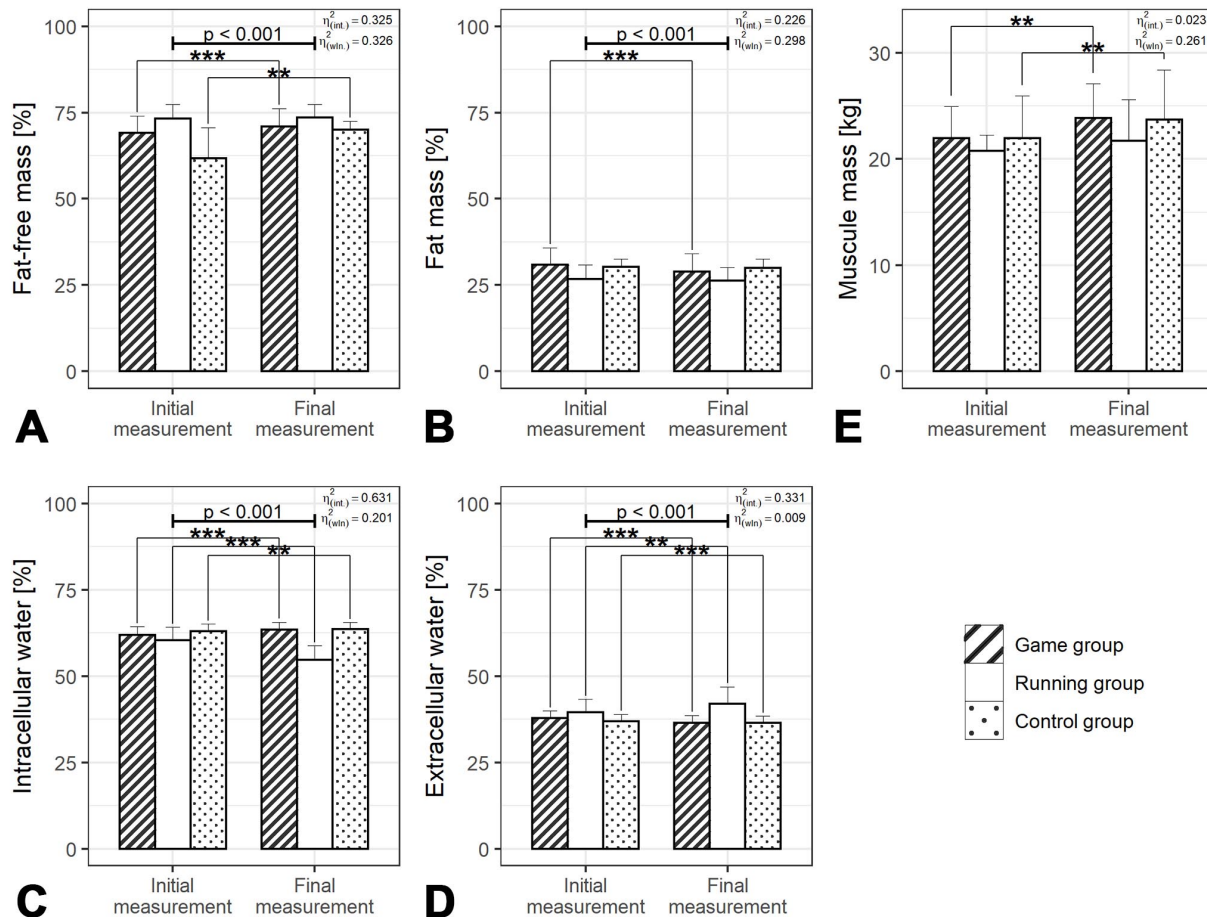 η²(int.) = 0.325
η²(win.) = 0.326
p < 0.001
***
**
100
75
50
25
0
Fat-free mass [%]
Initial measurement
Final measurement
A
η²(int.) = 0.226
η²(win.) = 0.298
p < 0.001
***
100
75
50
25
0
Fat mass [%]
Initial measurement
Final measurement
B
η²(int.) = 0.023
η²(win) = 0.261
**
**
30
20
10
0
Muscule mass [kg]
Initial measurement
Final measurement
E
η²(int.) = 0.631
η²(win) = 0.201
p < 0.001
***
***
**
100
75
50
25
0
Intracellular water [%]
Initial measurement
Final measurement
C
η²(int.) = 0.331
η²(win) = 0.009
p < 0.001
***
**
***
100
75
50
25
0
Extracellular water [%]
Initial measurement
Final measurement
D
Game group
Running group
Control group